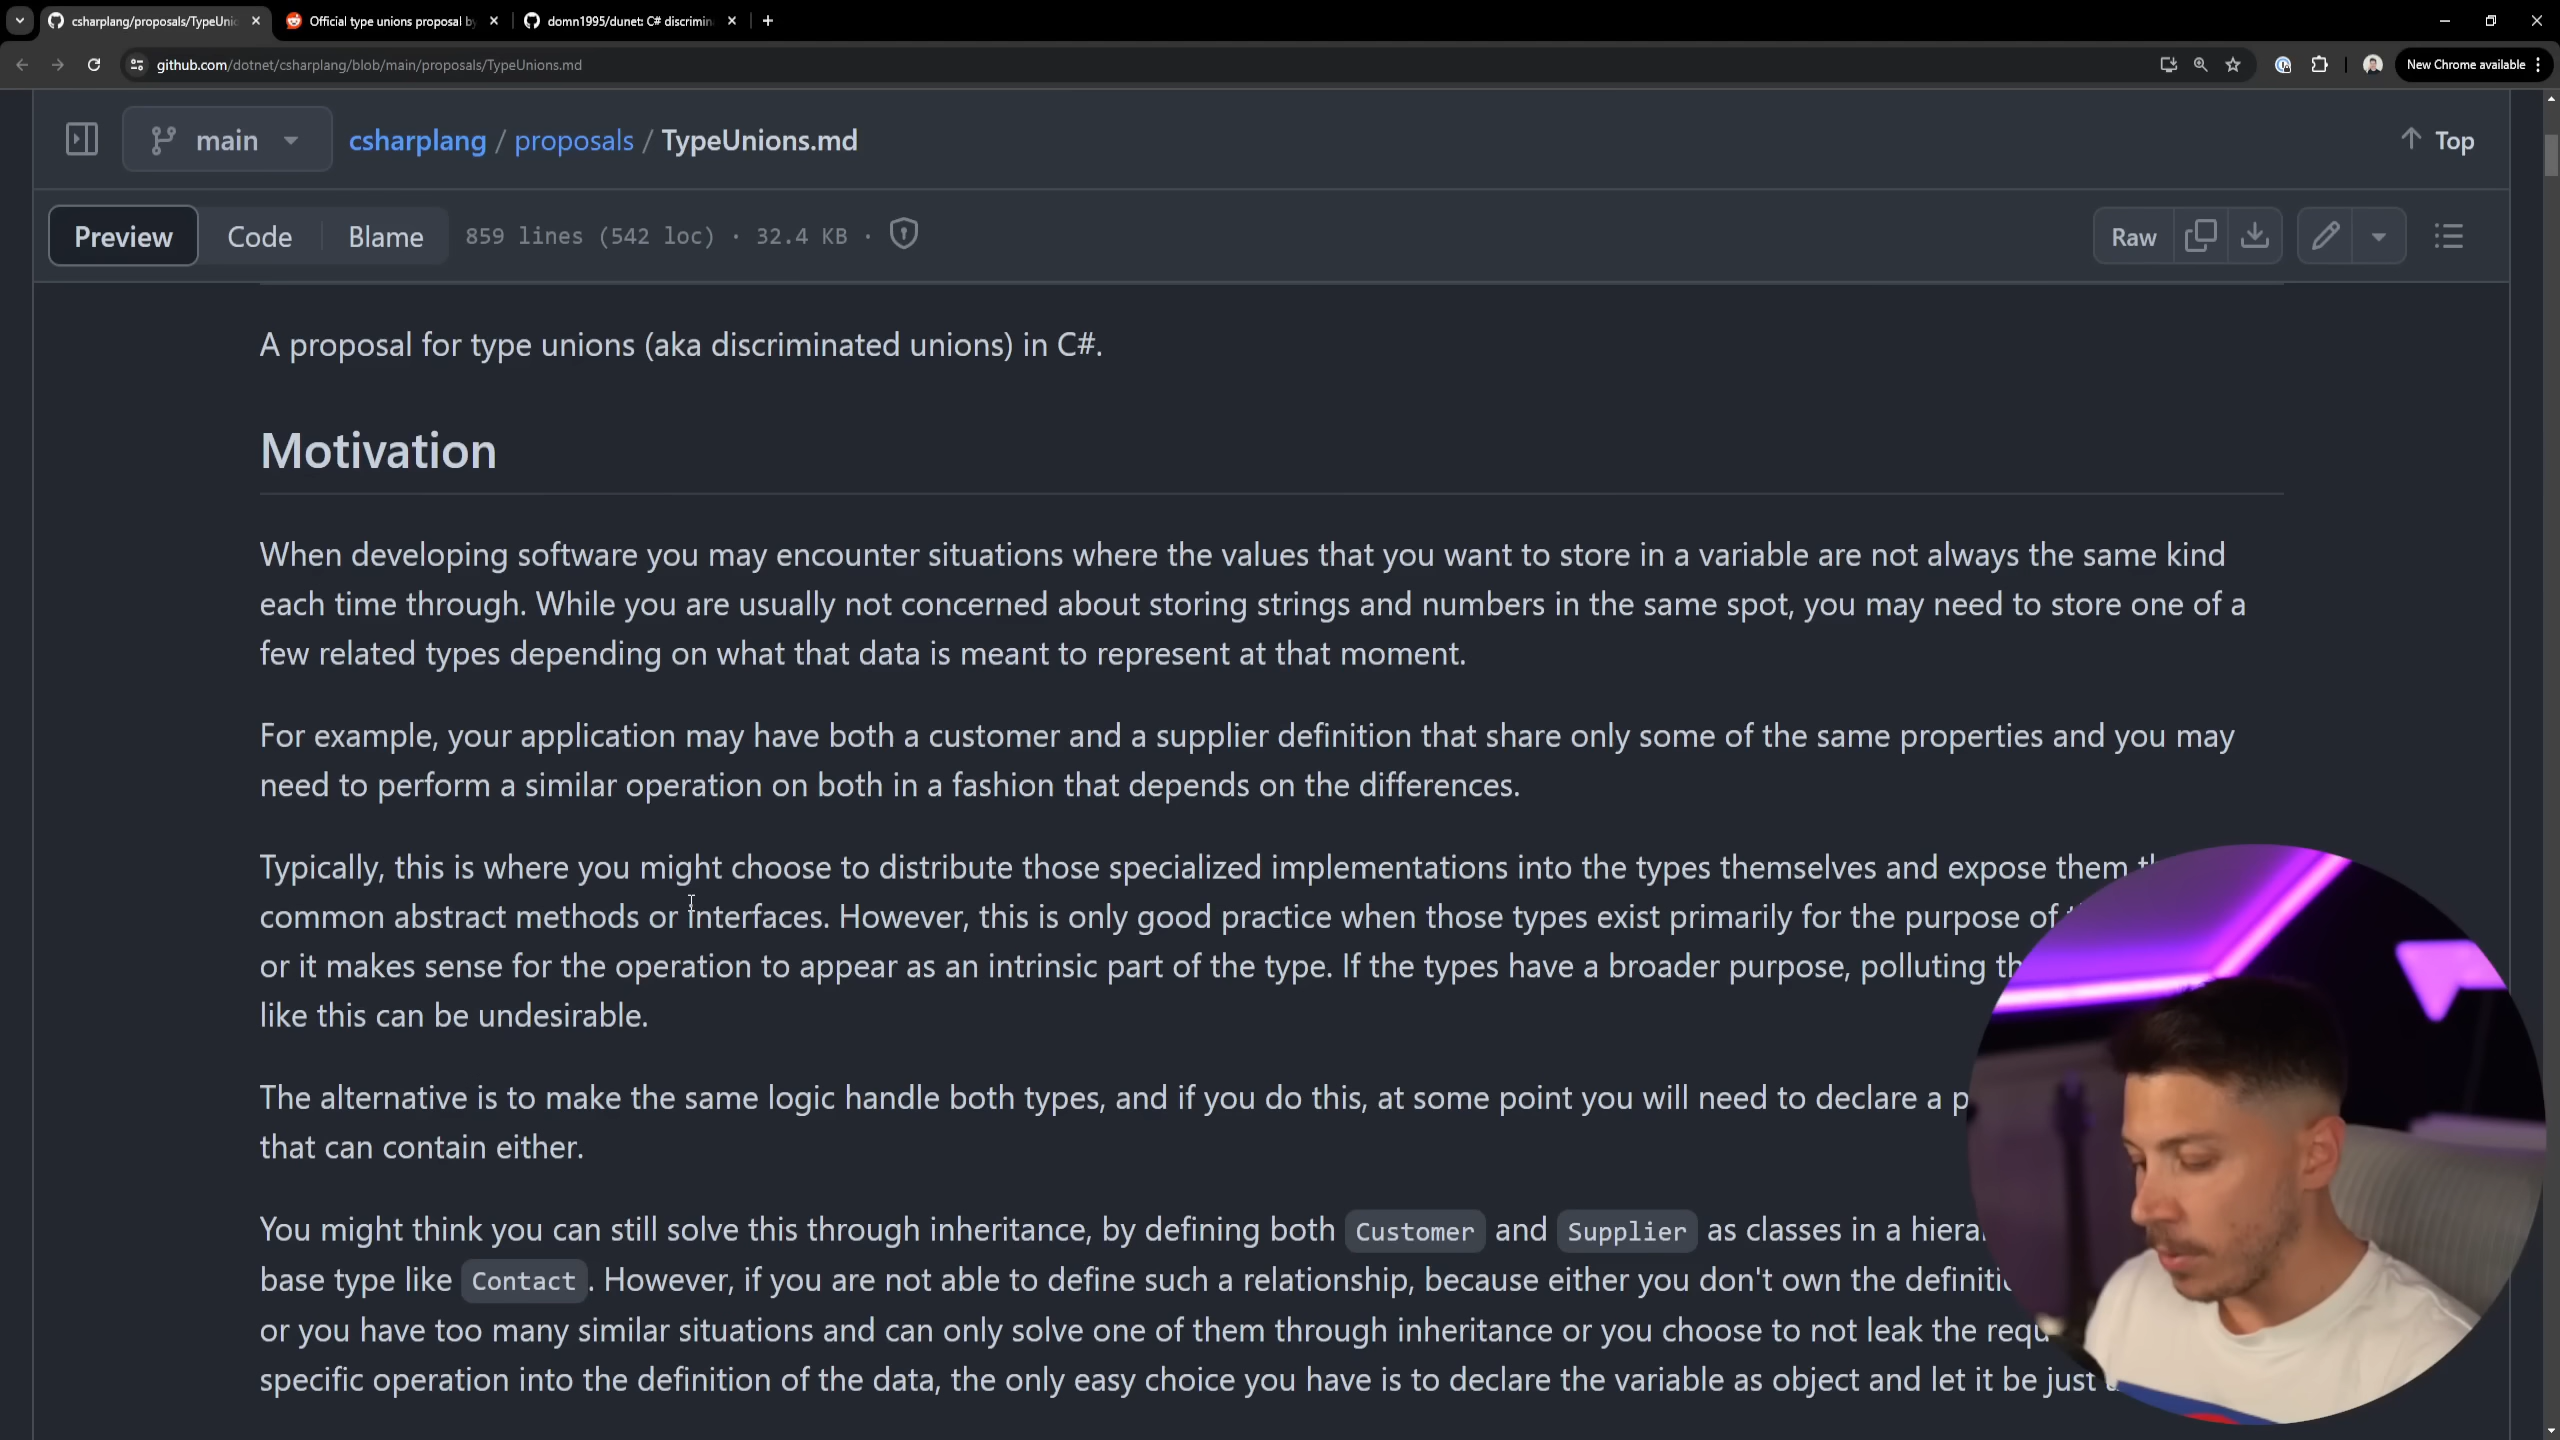 csharplang/proposals/TypeUnio
Official type unions proposal by
domn1995/dunet: C# discrimin
github.com/dotnet/csharplang/blob/main/proposals/TypeUnions.md
New Chrome available
main
csharplang / proposals / TypeUnions.md
Top
Preview
Code
Blame
859 lines (542 loc) · 32.4 KB ·
Raw
A proposal for type unions (aka discriminated unions) in C#.
Motivation
When developing software you may encounter situations where the values that you want to store in a variable are not always the same kind
each time through. While you are usually not concerned about storing strings and numbers in the same spot, you may need to store one of a
few related types depending on what that data is meant to represent at that moment.
For example, your application may have both a customer and a supplier definition that share only some of the same properties and you may
need to perform a similar operation on both in a fashion that depends on the differences.
Typically, this is where you might choose to distribute those specialized implementations into the types themselves and expose them
common abstract methods or interfaces. However, this is only good practice when those types exist primarily for the purpose of
or it makes sense for the operation to appear as an intrinsic part of the type. If the types have a broader purpose, polluting
like this can be undesirable.
The alternative is to make the same logic handle both types, and if you do this, at some point you will need to declare a
that can contain either.
You might think you can still solve this through inheritance, by defining both Customer and Supplier as classes in a
base type like Contact. However, if you are not able to define such a relationship, because either you don't own the
or you have too many similar situations and can only solve one of them through inheritance or you choose to not leak the
specific operation into the definition of the data, the only easy choice you have is to declare the variable as object and let it be just